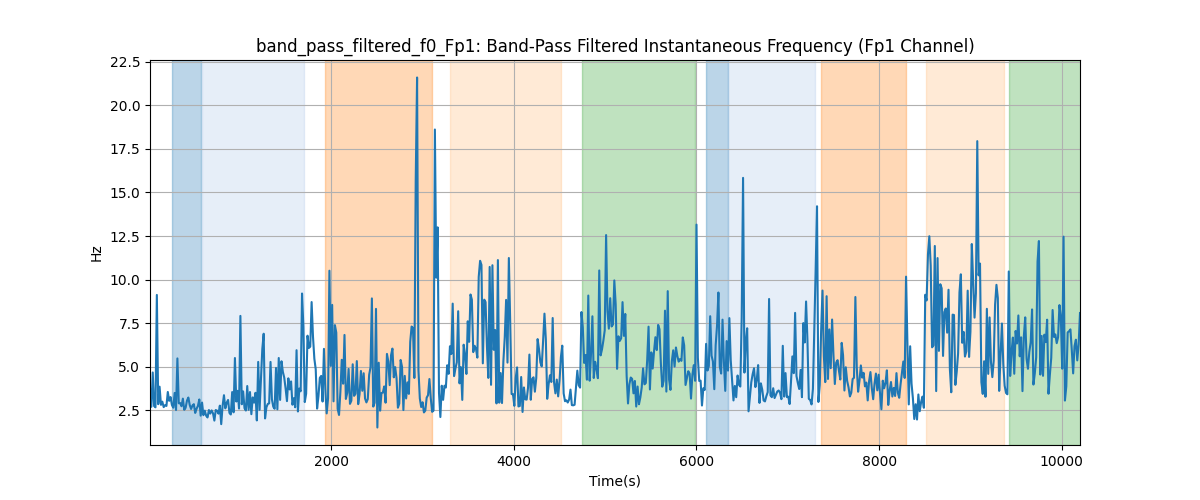 band_pass_filtered_f0_Fp1: Band-Pass Filtered Instantaneous Frequency (Fp1 Channel)
22.5
20.0
17.5
15.0
12.5
10.0
7.5
5.0
2.5
Hz
2000 4000 6000 8000 10000
Time(s)